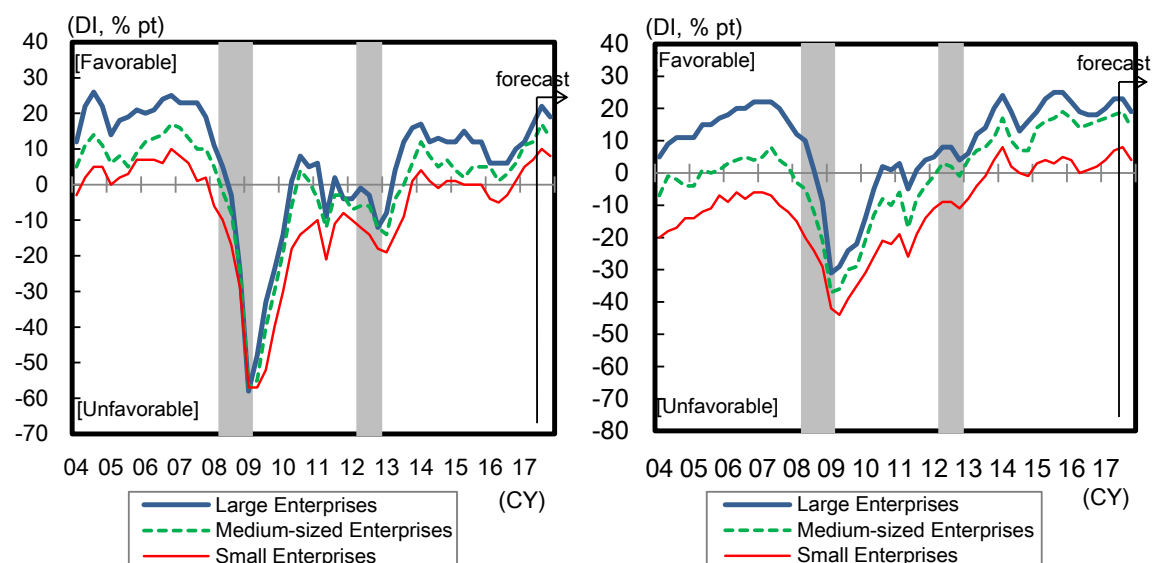 (DI, % pt)
40
30
20
10
0
-10
-20
-30
-40
-50
-60
-70
[Favorable]
forecast
[Unfavorable]
04 05 06 07 08 09 10 11 12 13 14 15 16 17
(CY)
Large Enterprises
Medium-sized Enterprises
Small Enterprises
(DI, % pt)
40
30
20
10
0
-10
-20
-30
-40
-50
-60
-70
-80
[Favorable]
forecast
[Unfavorable]
04 05 06 07 08 09 10 11 12 13 14 15 16 17
(CY)
Large Enterprises
Medium-sized Enterprises
Small Enterprises